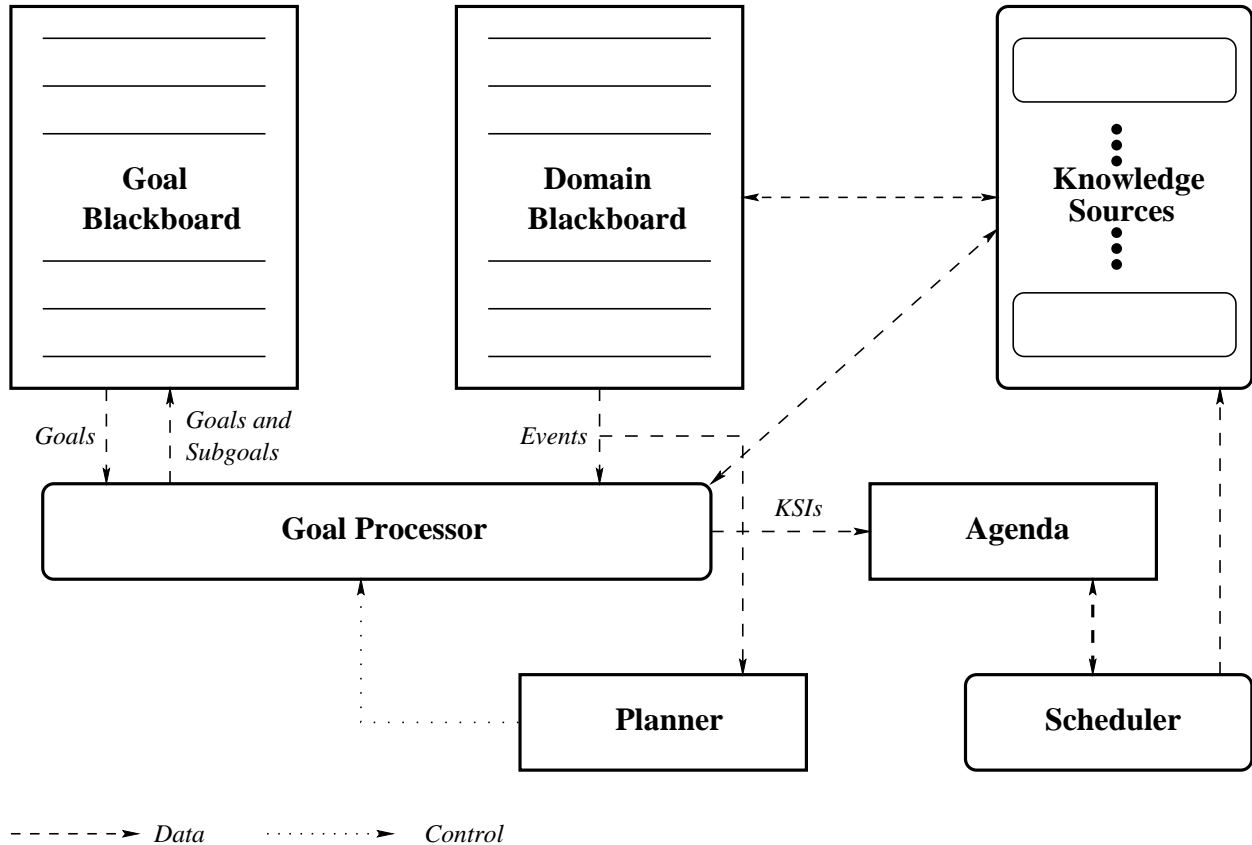 Goal
Blackboard
Domain
Blackboard
Knowledge
Sources
Goals
Goals and
Subgoals
Events
Goal Processor
KSIs
Agenda
Planner
Scheduler
Data
Control